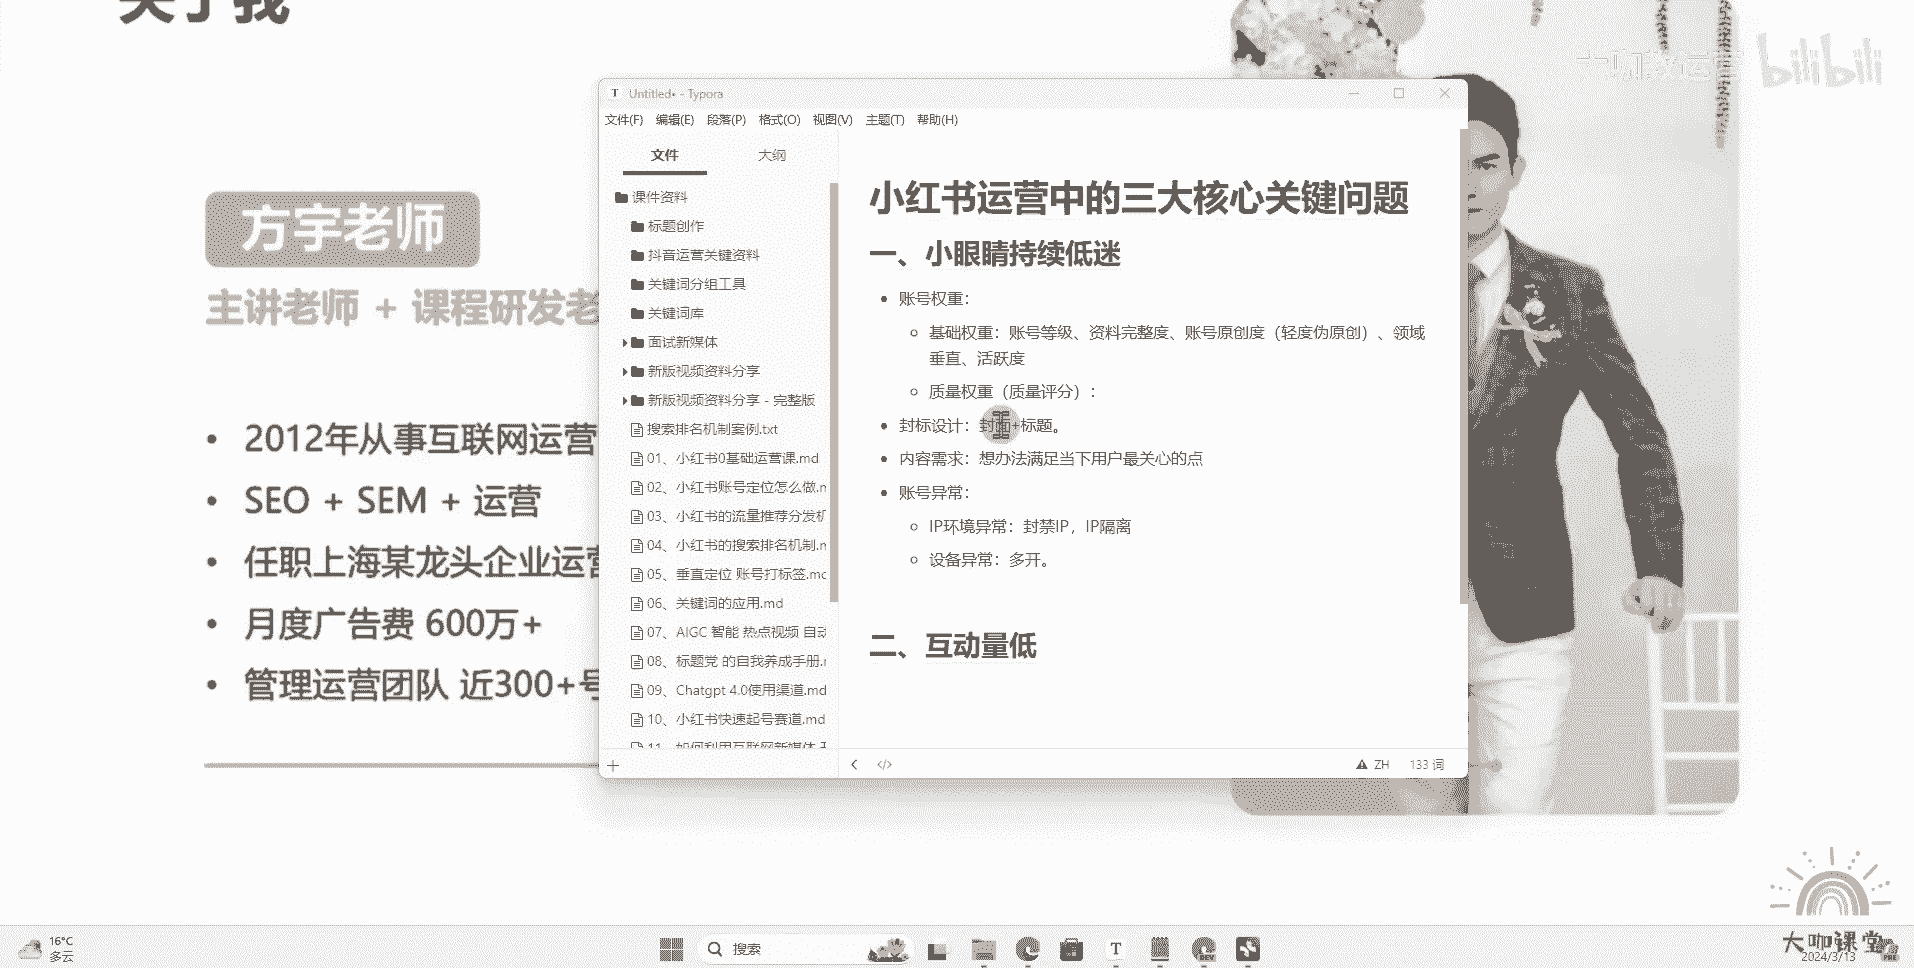 关于我
bilibili
方宇老师
主讲老师 + 课程研发老
• 2012年从事互联网运营
• SEO + SEM + 运营
• 任职上海某龙头企业运营
• 月度广告费 600万+
• 管理运营团队 近300+号
Untitled• - Typora
文件(F) 编辑(E) 段落(P) 格式(O) 视图(V) 主题(T) 帮助(H)
文件 大纲
课件资料
标题创作
抖音运营关键资料
关键词分组工具
关键词库
面试新媒体
新版视频资料分享
新版视频资料分享 - 完整版
搜索排名机制案例.txt
01、小红书0基础运营课.md
02、小红书账号定位怎么做.m
03、小红书的流量推荐分发机
04、小红书的搜索排名机制.m
05、垂直定位 账号打标签.md
06、关键词的应用.md
07、AIGC 智能 热点视频 自动
08、标题党 的自我养成手册.m
09、Chatgpt 4.0使用渠道.md
10、小红书快速起号赛道.md
11、如何利用互联网新媒体
小红书运营中的三大核心关键问题
一、小眼睛持续低迷
• 账号权重：
基础权重：账号等级、资料完整度、账号原创度（轻度伪原创）、领域
垂直、活跃度
质量权重（质量评分）：
• 封标设计：封面+标题。
• 内容需求：想办法满足当下用户最关心的点
• 账号异常：
IP环境异常：封禁IP，IP隔离
设备异常：多开。
二、互动量低
ZH 133 词
16°C
多云
搜索
大咖课堂
2024/3/13
DEV
PRE